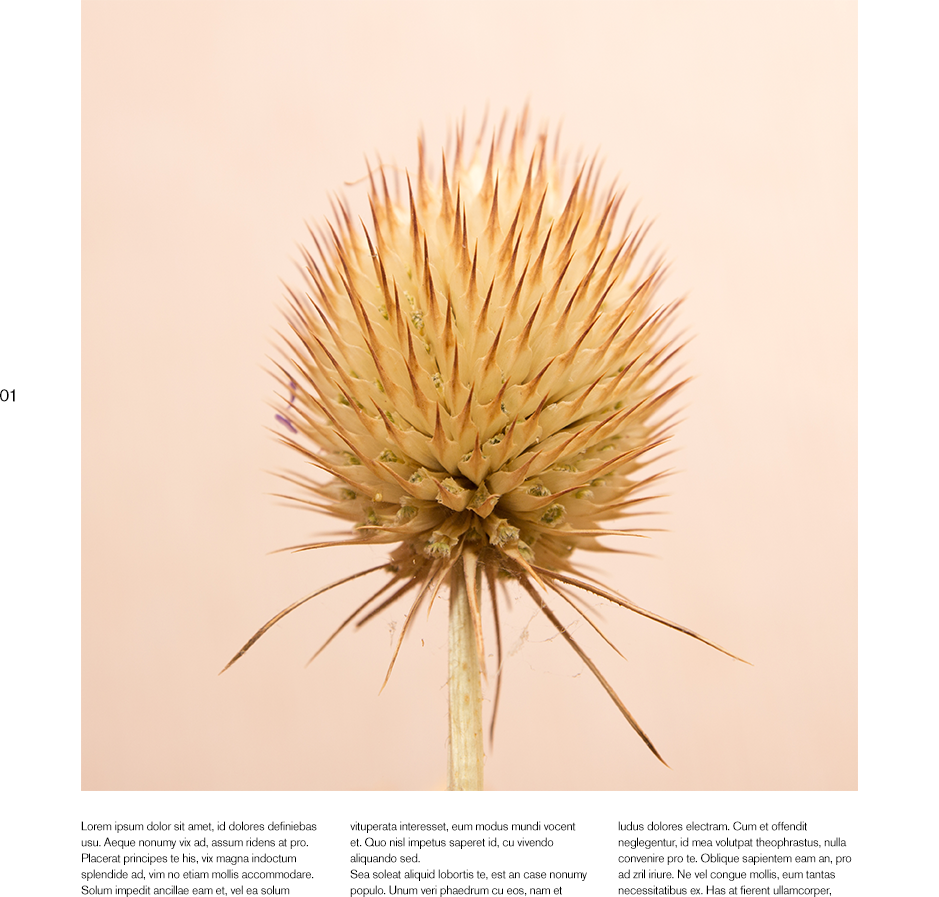 01
Lorem ipsum dolor sit amet, id dolores definiebas
usu. Aeque nonumy vix ad, assum ridens at pro.
Placerat principes te his, vix magna indoctum
splendide ad, vim no etiam mollis accommodare.
Solum impedit ancillae eam et, vel ea solum
vituperata interesset, eum modus mundi vocent
et. Quo nisl impetus saperet id, cu vivendo
aliquando sed.
Sea soleat aliquid lobortis te, est an case nonumy
populo. Unum veri phaedrum cu eos, nam et
ludus dolores electram. Cum et offendit
neglegentur, id mea volutpat theophrastus, nulla
convenire pro te. Oblique sapientem eam an, pro
ad zril iriure. Ne vel congue mollis, eum tantas
necessitatibus ex. Has at fierent ullamcorper,